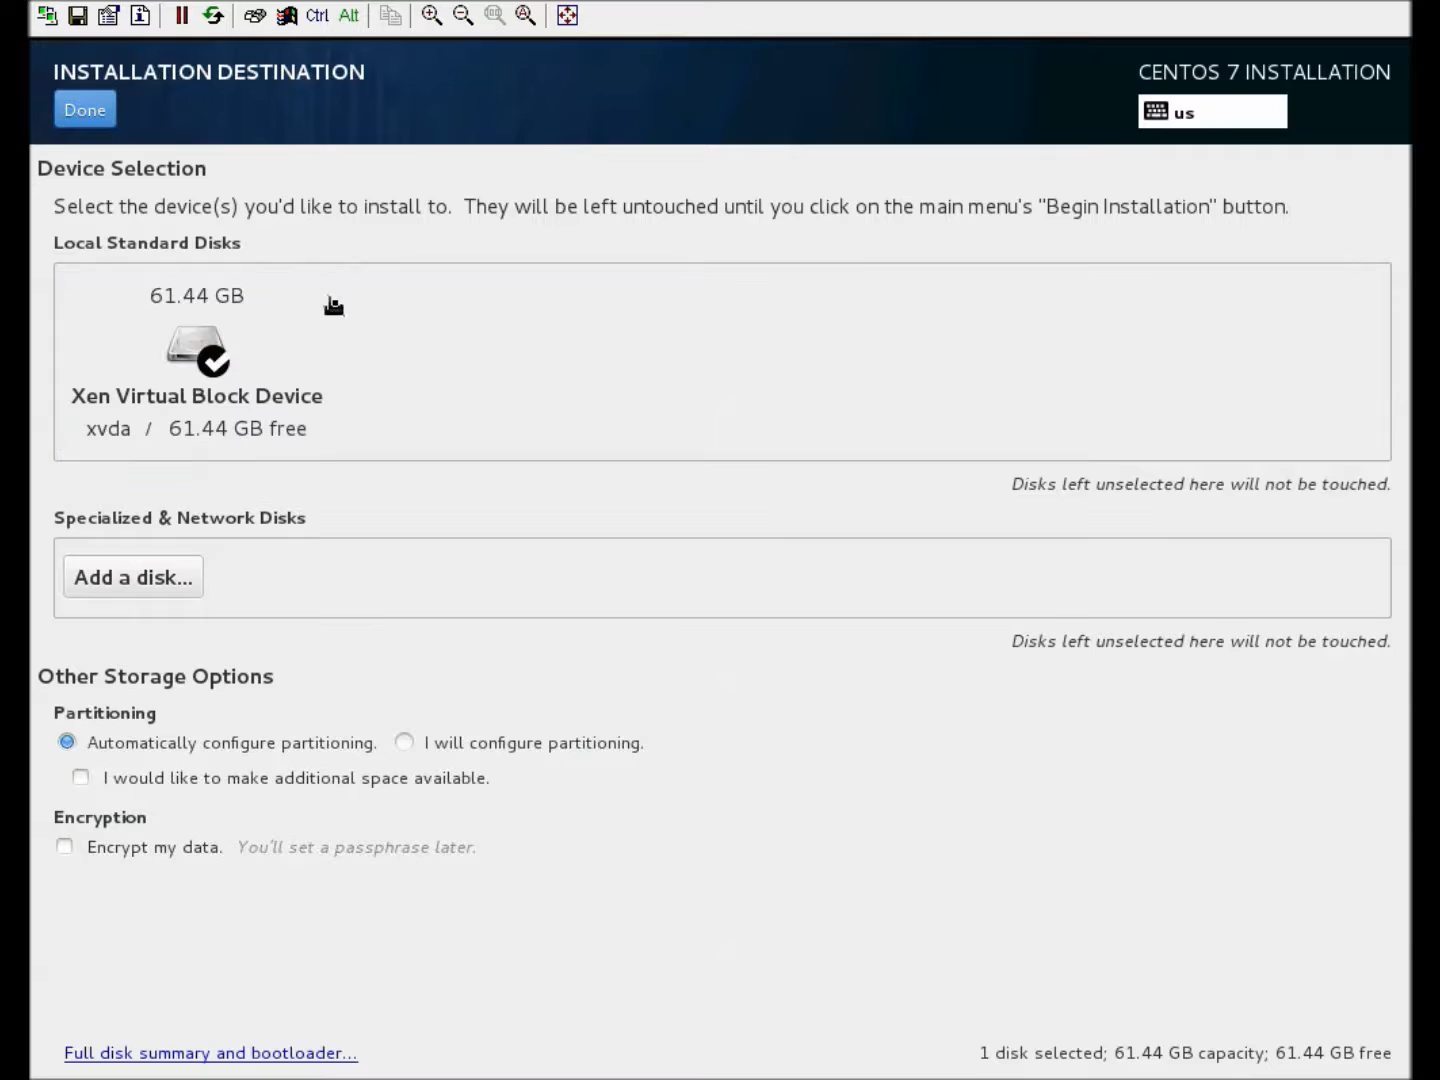 Ctrl Alt
INSTALLATION DESTINATION
CENTOS 7 INSTALLATION
Done
us
Device Selection
Select the device(s) you'd like to install to.  They will be left untouched until you click on the main menu's "Begin Installation" button.
Local Standard Disks
61.44 GB
Xen Virtual Block Device
xvda / 61.44 GB free
Disks left unselected here will not be touched.
Specialized & Network Disks
Add a disk...
Disks left unselected here will not be touched.
Other Storage Options
Partitioning
Automatically configure partitioning. I will configure partitioning.
I would like to make additional space available.
Encryption
Encrypt my data. You'll set a passphrase later.
Full disk summary and bootloader...
1 disk selected; 61.44 GB capacity; 61.44 GB free